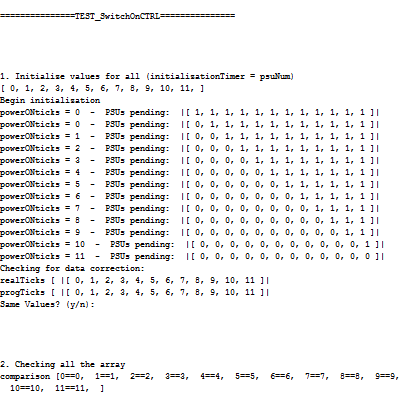 ===============TEST_SwitchOnCTRL===============
1. Initialize values for all (initializationTimer = psuNum)
[ 0, 1, 2, 3, 4, 5, 6, 7, 8, 9, 10, 11, ]
Begin initialization
powerONticks = 0 - PSUs pending: |[ 1, 1, 1, 1, 1, 1, 1, 1, 1, 1, 1, 1 ]|
powerONticks = 0 - PSUs pending: |[ 0, 1, 1, 1, 1, 1, 1, 1, 1, 1, 1, 1 ]|
powerONticks = 1 - PSUs pending: |[ 0, 0, 1, 1, 1, 1, 1, 1, 1, 1, 1, 1 ]|
powerONticks = 2 - PSUs pending: |[ 0, 0, 0, 1, 1, 1, 1, 1, 1, 1, 1, 1 ]|
powerONticks = 3 - PSUs pending: |[ 0, 0, 0, 0, 1, 1, 1, 1, 1, 1, 1, 1 ]|
powerONticks = 4 - PSUs pending: |[ 0, 0, 0, 0, 0, 1, 1, 1, 1, 1, 1, 1 ]|
powerONticks = 5 - PSUs pending: |[ 0, 0, 0, 0, 0, 0, 1, 1, 1, 1, 1, 1 ]|
powerONticks = 6 - PSUs pending: |[ 0, 0, 0, 0, 0, 0, 0, 1, 1, 1, 1, 1 ]|
powerONticks = 7 - PSUs pending: |[ 0, 0, 0, 0, 0, 0, 0, 0, 1, 1, 1, 1 ]|
powerONticks = 8 - PSUs pending: |[ 0, 0, 0, 0, 0, 0, 0, 0, 0, 1, 1, 1 ]|
powerONticks = 9 - PSUs pending: |[ 0, 0, 0, 0, 0, 0, 0, 0, 0, 0, 1, 1 ]|
powerONticks = 10 - PSUs pending: |[ 0, 0, 0, 0, 0, 0, 0, 0, 0, 0, 0, 1 ]|
powerONticks = 11 - PSUs pending: |[ 0, 0, 0, 0, 0, 0, 0, 0, 0, 0, 0, 0 ]|
Checking for data correction:
realTicks [ |[ 0, 1, 2, 3, 4, 5, 6, 7, 8, 9, 10, 11 ]|
progTicks [ |[ 0, 1, 2, 3, 4, 5, 6, 7, 8, 9, 10, 11 ]|
Same Values? (y/n):
2. Checking all the array
comparison [0==0, 1==1, 2==2, 3==3, 4==4, 5==5, 6==6, 7==7, 8==8, 9==9,
10==10, 11==11, ]